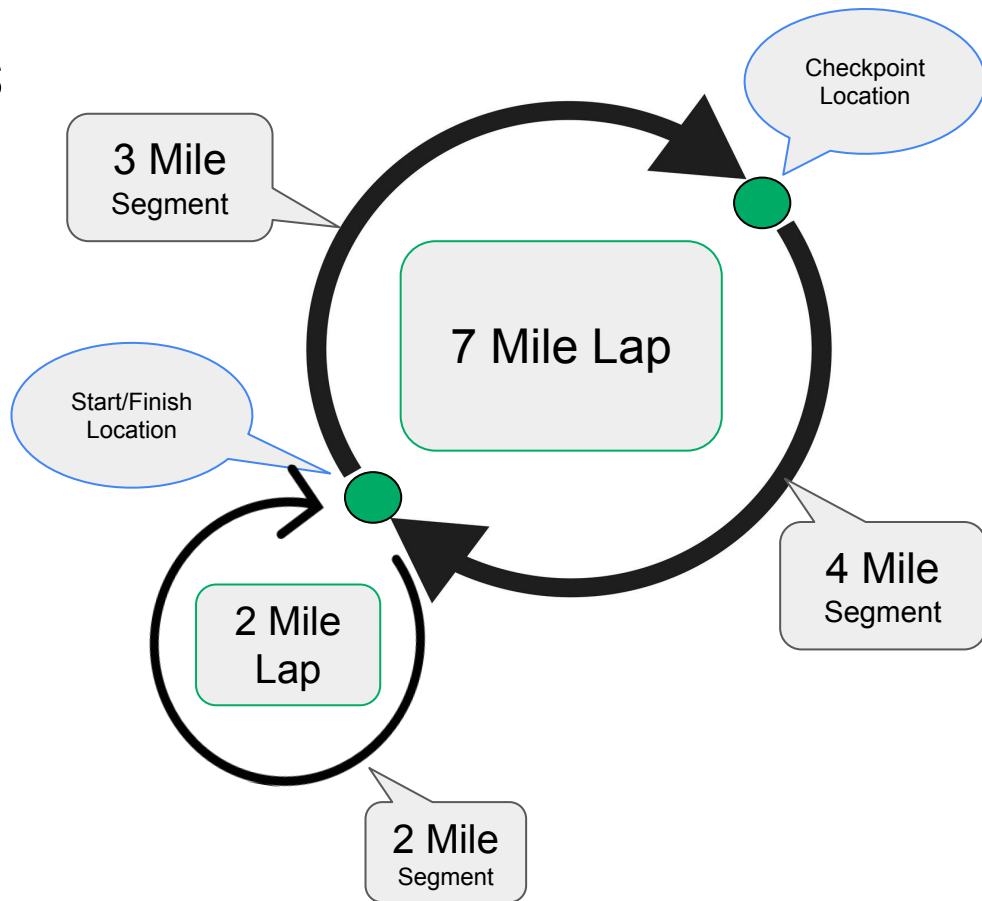 s
Checkpoint
Location
3 Mile
Segment
7 Mile Lap
Start/Finish
Location
4 Mile
Segment
2 Mile
Lap
2 Mile
Segment